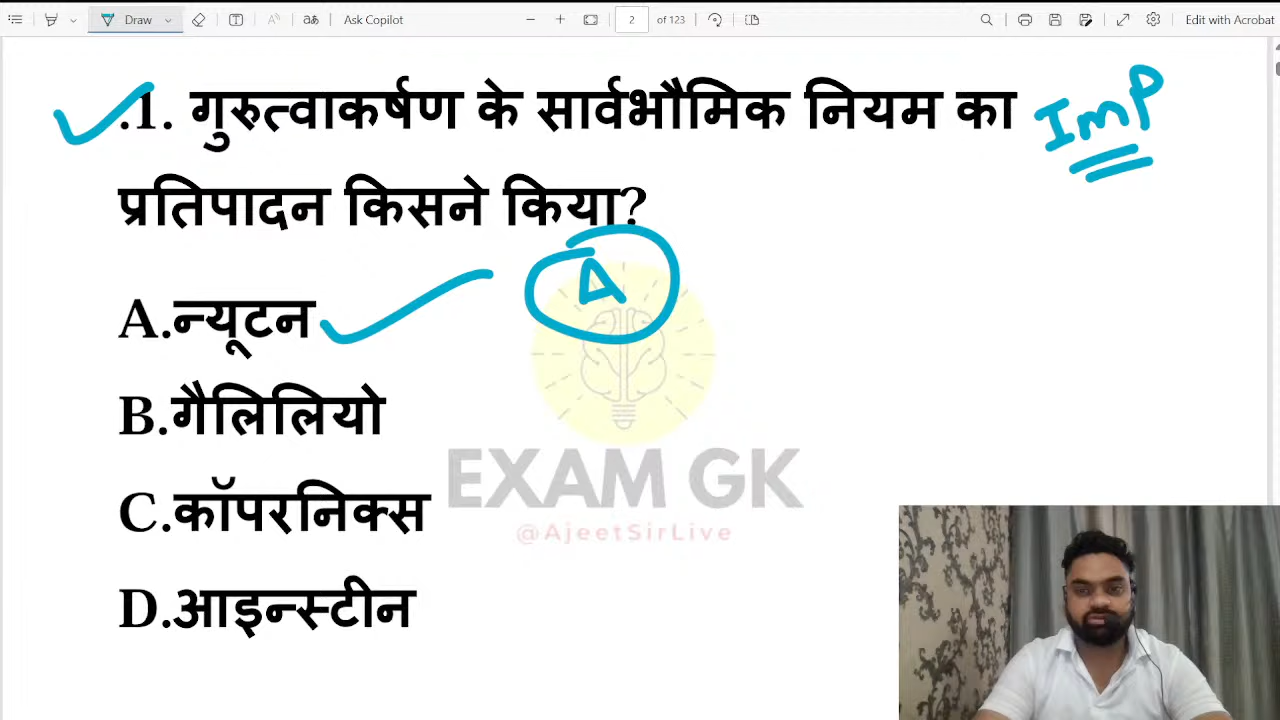 Draw
Ask Copilot
2 of 123
Edit with Acrobat
.1. गुरुत्वाकर्षण के सार्वभौमिक नियम का
Imp
प्रतिपादन किसने किया?
A
A.न्यूटन
B.गैलिलियो
C.कॉपरनिक्स
D.आइन्स्टीन
EXAM GK
@AjeetSirLive